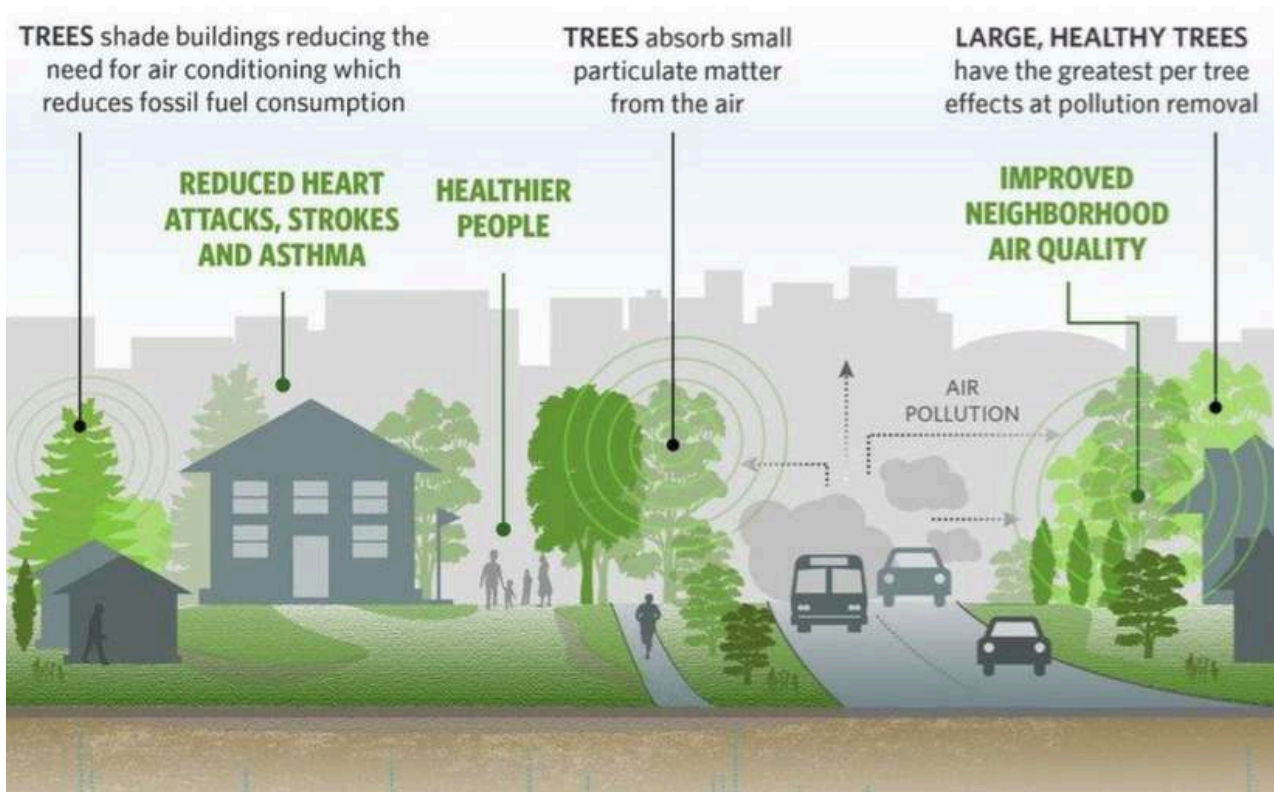 TREES shade buildings reducing the
need for air conditioning which
reduces fossil fuel consumption
TREES absorb small
particulate matter
from the air
LARGE, HEALTHY TREES
have the greatest per tree
effects at pollution removal
REDUCED HEART
ATTACKS, STROKES
AND ASTHMA
HEALTHIER
PEOPLE
IMPROVED
NEIGHBORHOOD
AIR QUALITY
AIR
POLLUTION